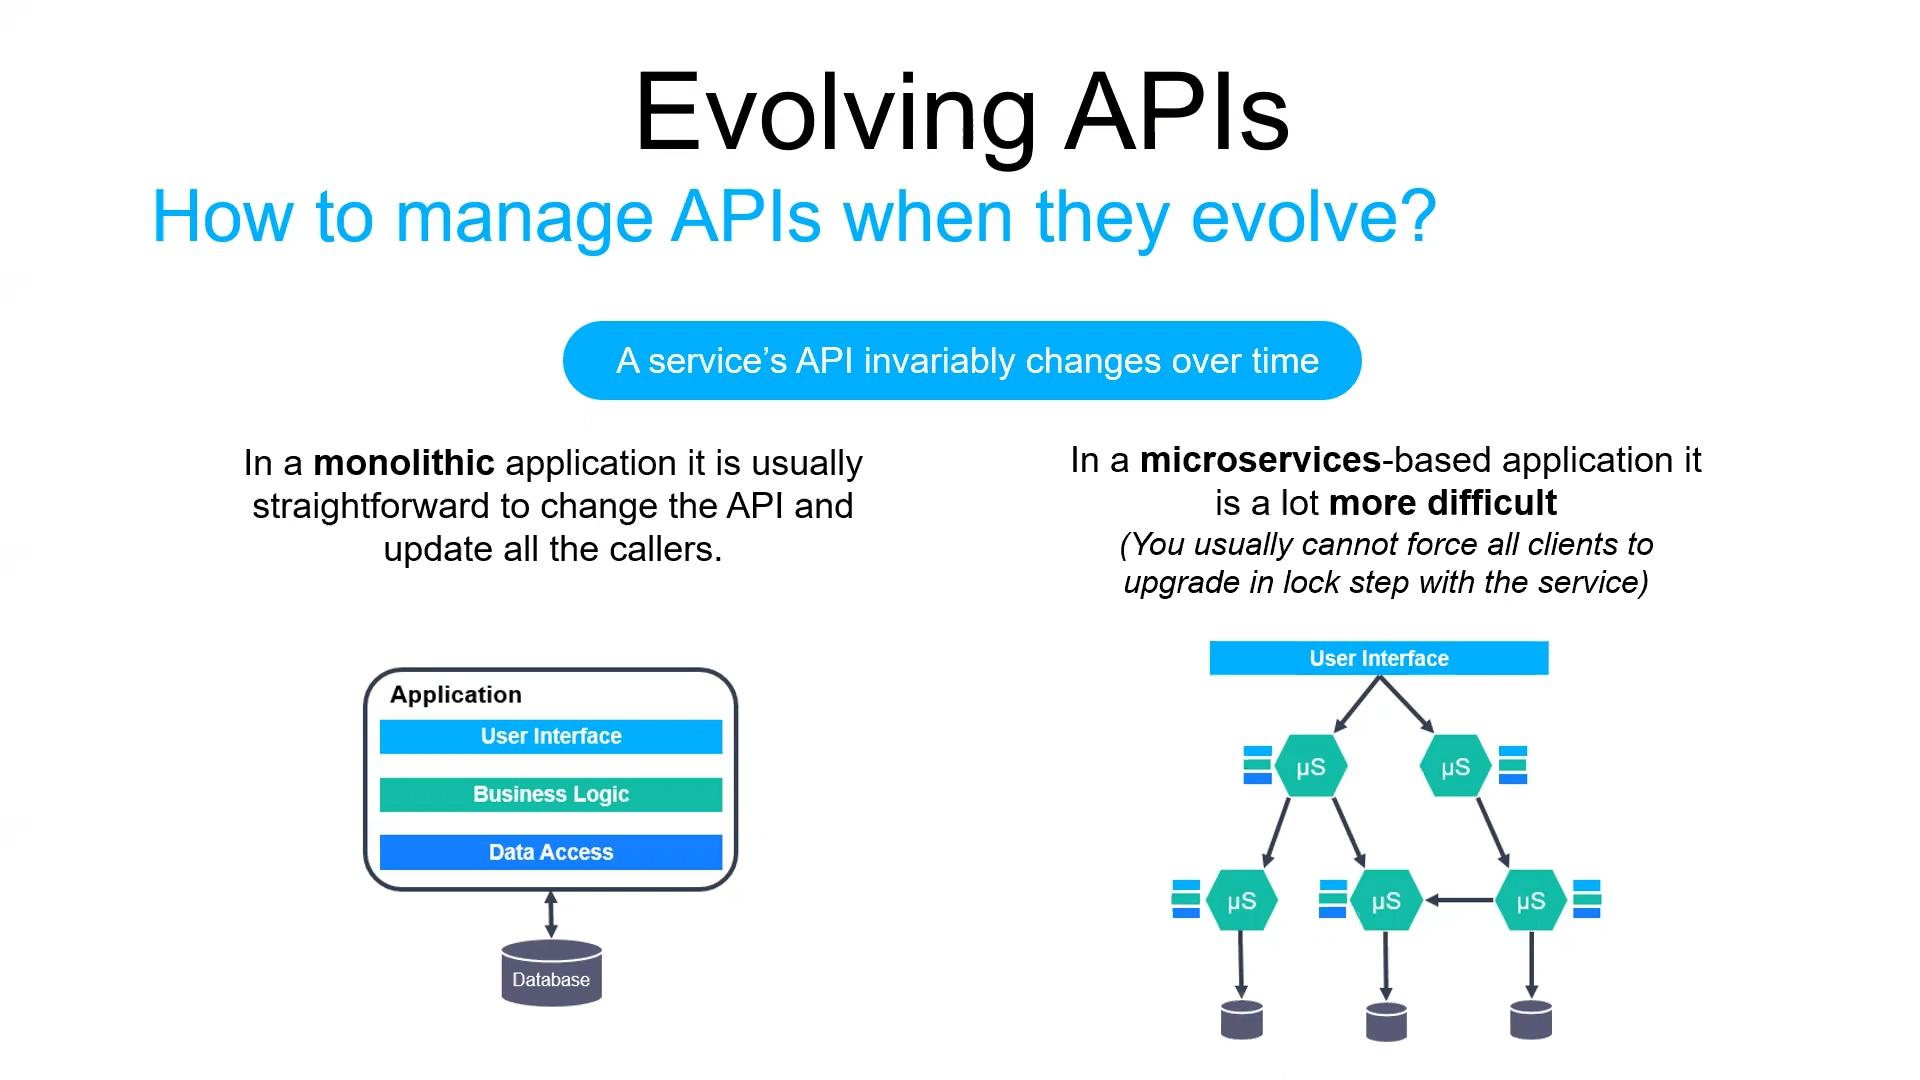 Evolving APIs
How to manage APIs when they evolve?
A service’s API invariably changes over time
In a monolithic application it is usually
straightforward to change the API and
update all the callers.
In a microservices-based application it
is a lot more difficult
(You usually cannot force all clients to
upgrade in lock step with the service)
Application
User Interface
Business Logic
Data Access
Database
User Interface
µS
µS
µS
µS
µS